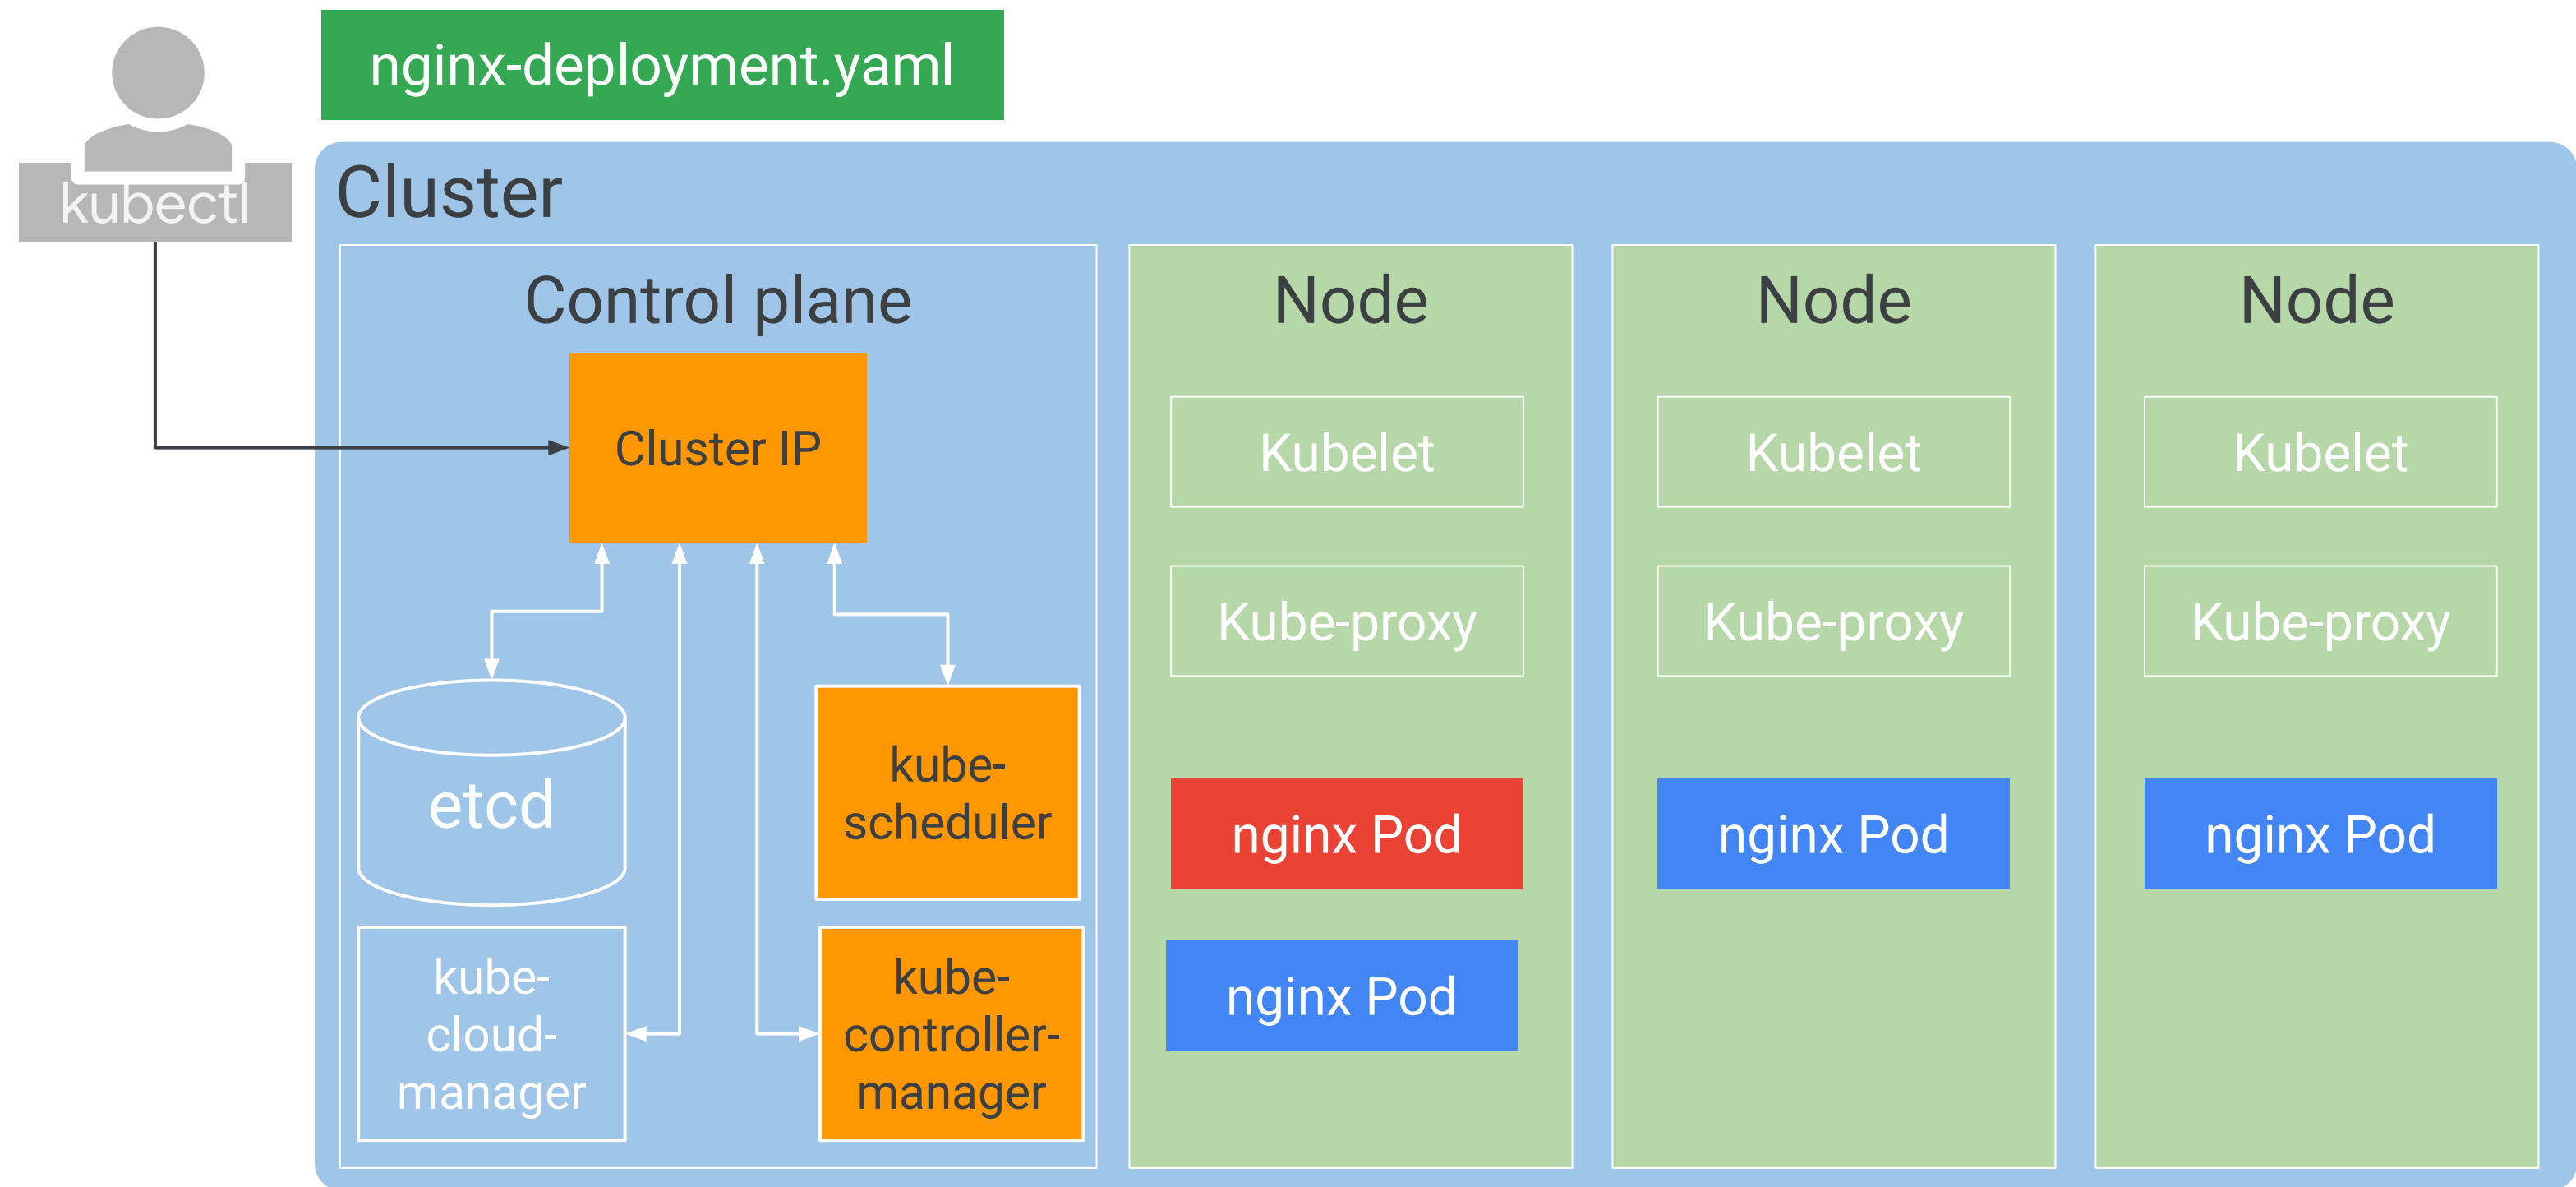 nginx-deployment.yaml
kubectl
Cluster
Control plane
Cluster IP
etcd
kube-
scheduler
kube-
cloud-
manager
kube-
controller-
manager
Node
Kubelet
Kube-proxy
nginx Pod
nginx Pod
Node
Kubelet
Kube-proxy
nginx Pod
Node
Kubelet
Kube-proxy
nginx Pod